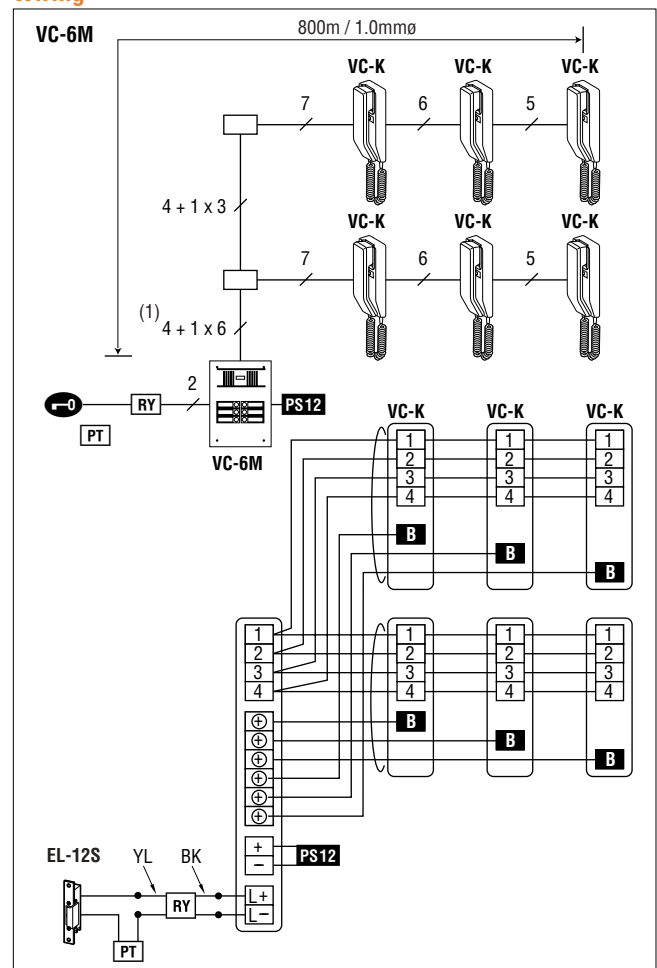 Wiring
VC-6M
800m / 1.0mmø
VC-K VC-K VC-K
7 6 5
4 + 1 x 3
VC-K VC-K VC-K
7 6 5
(1)
4 + 1 x 6
2
RY
PS12
PT
VC-6M
VC-K VC-K VC-K
1 1 1
2 2 2
3 3 3
4 4 4
B
B
B
1 1 1 1
2 2 2 2
3 3 3 3
4 4 4 4
+ B
+ B
+ B
+
+
+
+
PS12
−
EL-12S YL BK
RY
L+
L−
PT